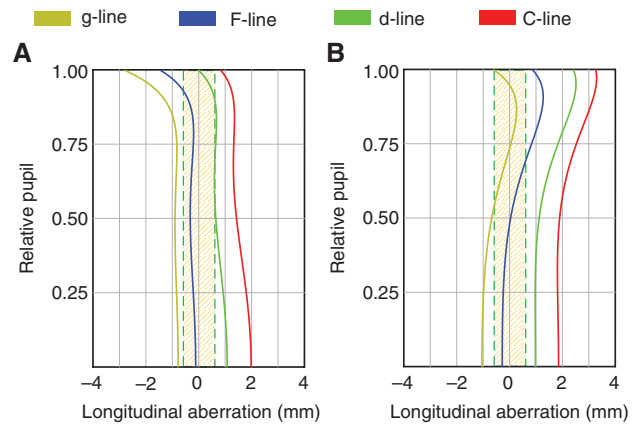 g-line F-line d-line C-line
A B
Relative pupil
1.00
0.75
0.50
0.25
−4 −2 0 2 4
Longitudinal aberration (mm)
Relative pupil
1.00
0.75
0.50
0.25
−4 −2 0 2 4
Longitudinal aberration (mm)